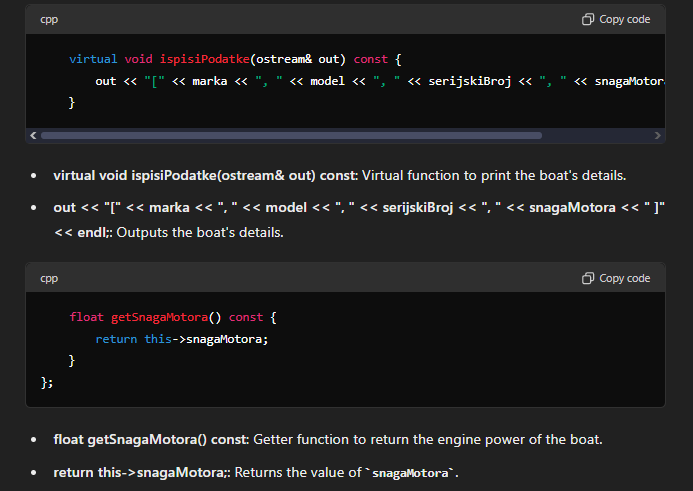 cpp
Copy code
virtual void ispisiPodatke(ostream& out) const {
out << "[" << marka << ", " << model << ", " << serijskiBroj << ", " << snagaMotora
}
virtual void ispisiPodatke(ostream& out) const: Virtual function to print the boat's details.
out << "[" << marka << ", " << model << ", " << serijskiBroj << ", " << snagaMotora << " ]"
<< endl;: Outputs the boat's details.
cpp
Copy code
float getSnagaMotora() const {
return this->snagaMotora;
}
};
float getSnagaMotora() const: Getter function to return the engine power of the boat.
return this->snagaMotora;: Returns the value of `snagaMotora`.